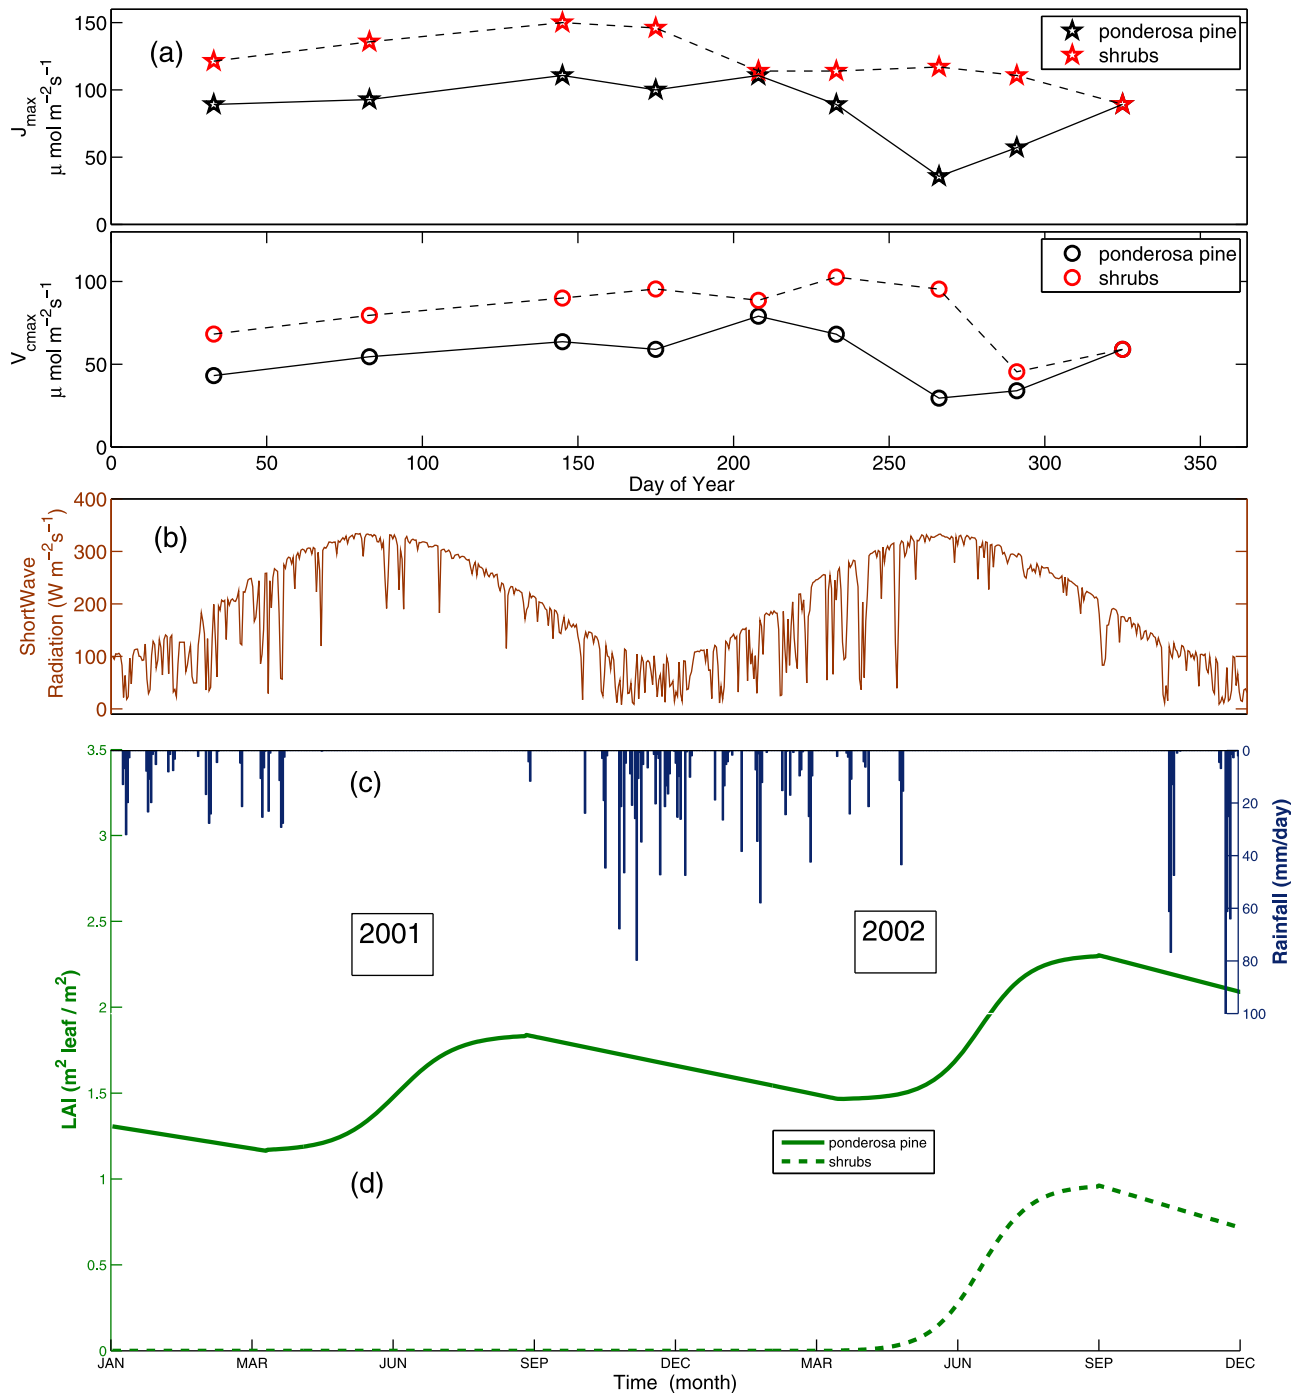 150
100
50
0
J max
μ mol m−2s−1
(a)
ponderosa pine
shrubs
100
50
0
V cmax
μ mol m−2s−1
ponderosa pine
shrubs
0 50 100 150 200 250 300 350
Day of Year
400
300
200
100
0
ShortWave
Radiation (W m−2s−1)
(b)
3.5
3
2.5
2
1.5
1
0.5
0
LAI (m2 leaf / m2)
(c)
0
20
40
60
80
100
Rainfall (mm/day)
2001
2002
ponderosa pine
shrubs
(d)
JAN MAR JUN SEP DEC MAR JUN SEP DEC
Time (month)